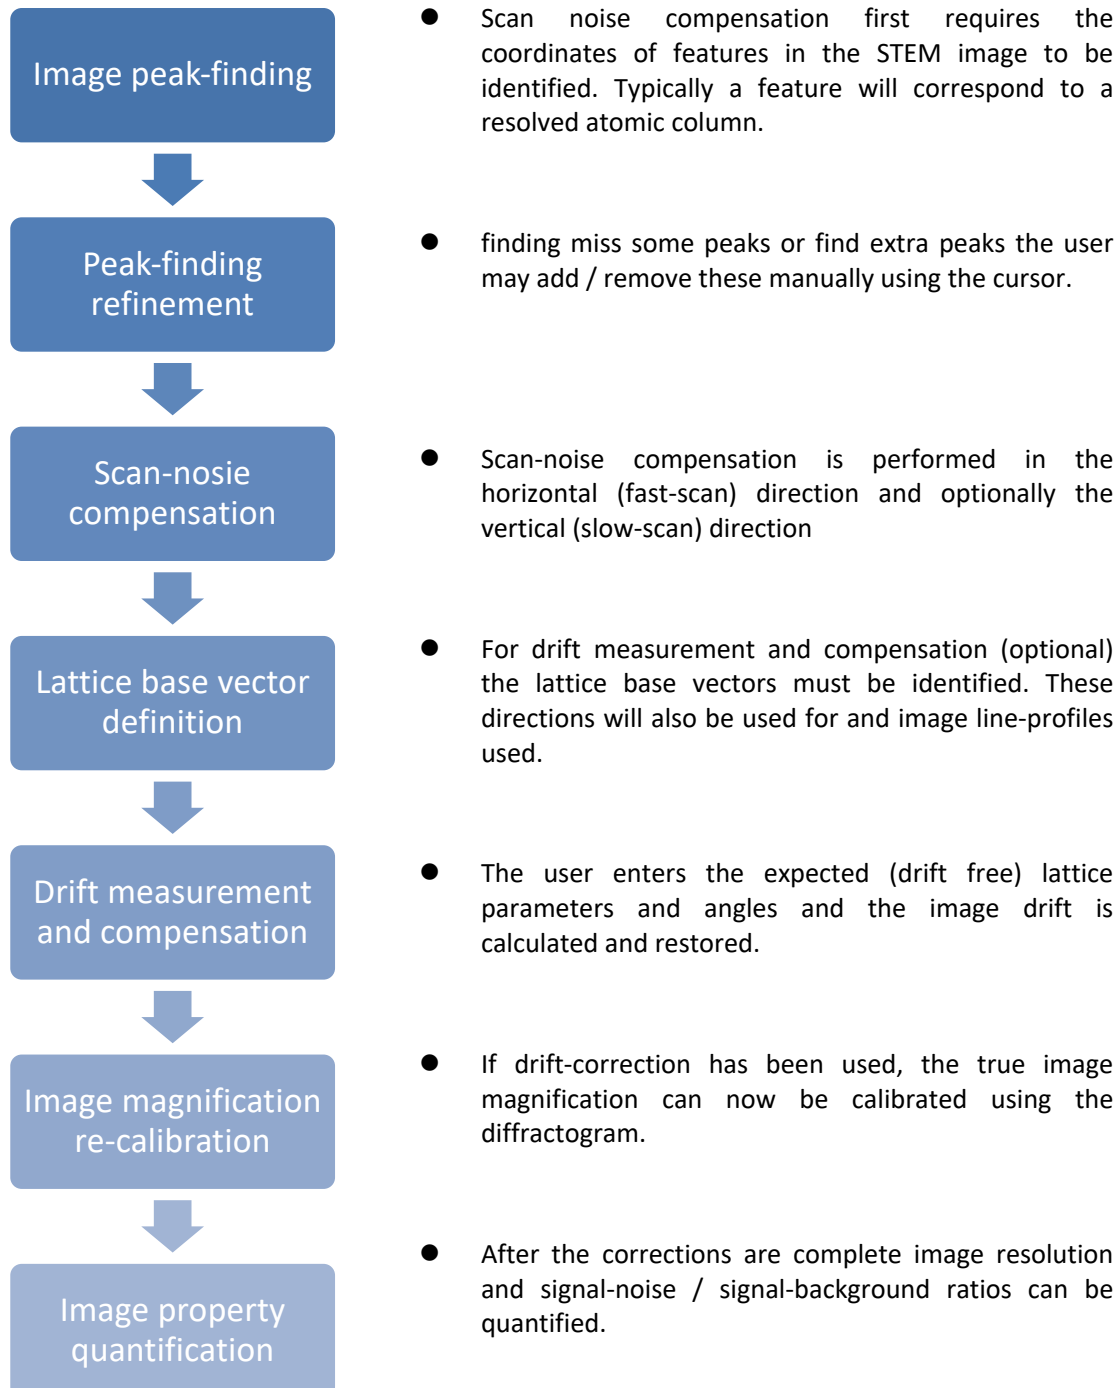 Image peak-finding
● Scan noise compensation first requires the
coordinates of features in the STEM image to be
identified. Typically a feature will correspond to a
resolved atomic column.
Peak-finding
refinement
● finding miss some peaks or find extra peaks the user
may add / remove these manually using the cursor.
Scan-nosie
compensation
● Scan-noise compensation is performed in the
horizontal (fast-scan) direction and optionally the
vertical (slow-scan) direction
Lattice base vector
definition
● For drift measurement and compensation (optional)
the lattice base vectors must be identified. These
directions will also be used for and image line-profiles
used.
Drift measurement
and compensation
● The user enters the expected (drift free) lattice
parameters and angles and the image drift is
calculated and restored.
Image magnification
re-calibration
● If drift-correction has been used, the true image
magnification can now be calibrated using the
diffractogram.
Image property
quantification
● After the corrections are complete image resolution
and signal-noise / signal-background ratios can be
quantified.